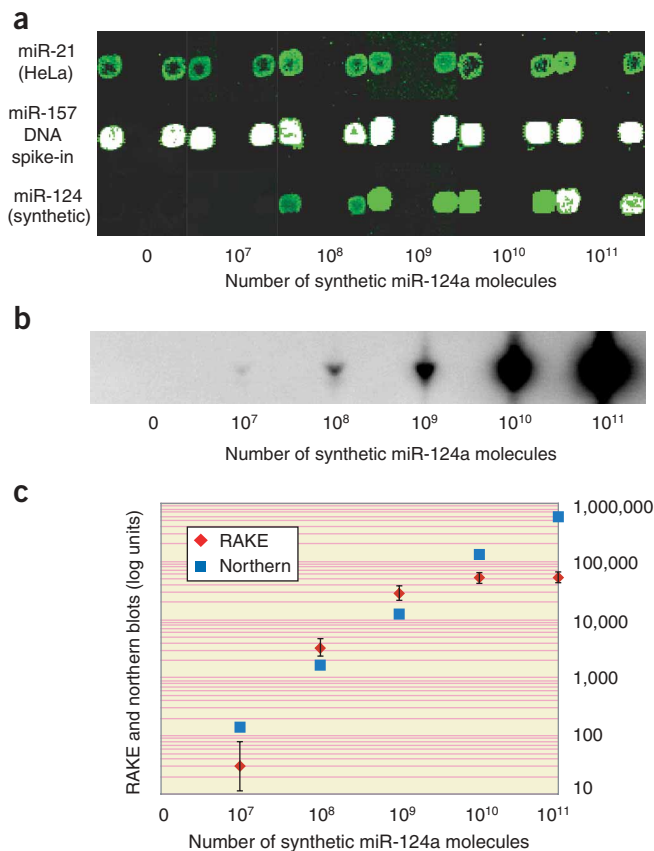 a
miR-21
(HeLa)
miR-157
DNA
spike-in
miR-124
(synthetic)
0 10⁷ 10⁸ 10⁹ 10¹⁰ 10¹¹
Number of synthetic miR-124a molecules
b
0 10⁷ 10⁸ 10⁹ 10¹⁰ 10¹¹
Number of synthetic miR-124a molecules
c
RAKE and northern blots (log units)
RAKE
Northern
1,000,000
100,000
10,000
1,000
100
10
0 10⁷ 10⁸ 10⁹ 10¹⁰ 10¹¹
Number of synthetic miR-124a molecules